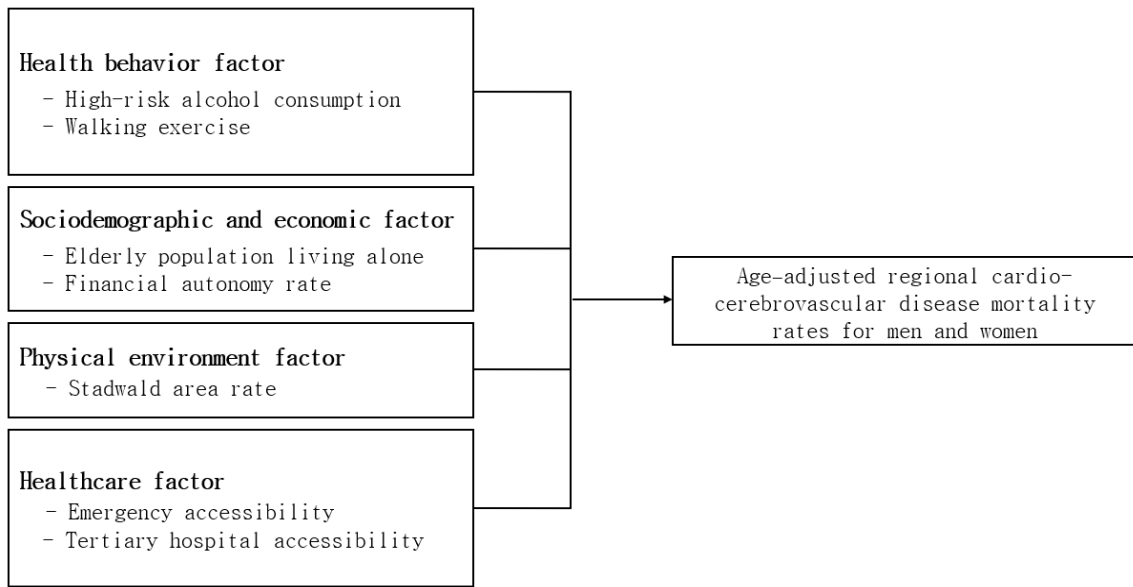 Health behavior factor
- High-risk alcohol consumption
- Walking exercise
Sociodemographic and economic factor
- Elderly population living alone
- Financial autonomy rate
Physical environment factor
- Stadwald area rate
Healthcare factor
- Emergency accessibility
- Tertiary hospital accessibility
Age-adjusted regional cardio-
cerebrovascular disease mortality
rates for men and women